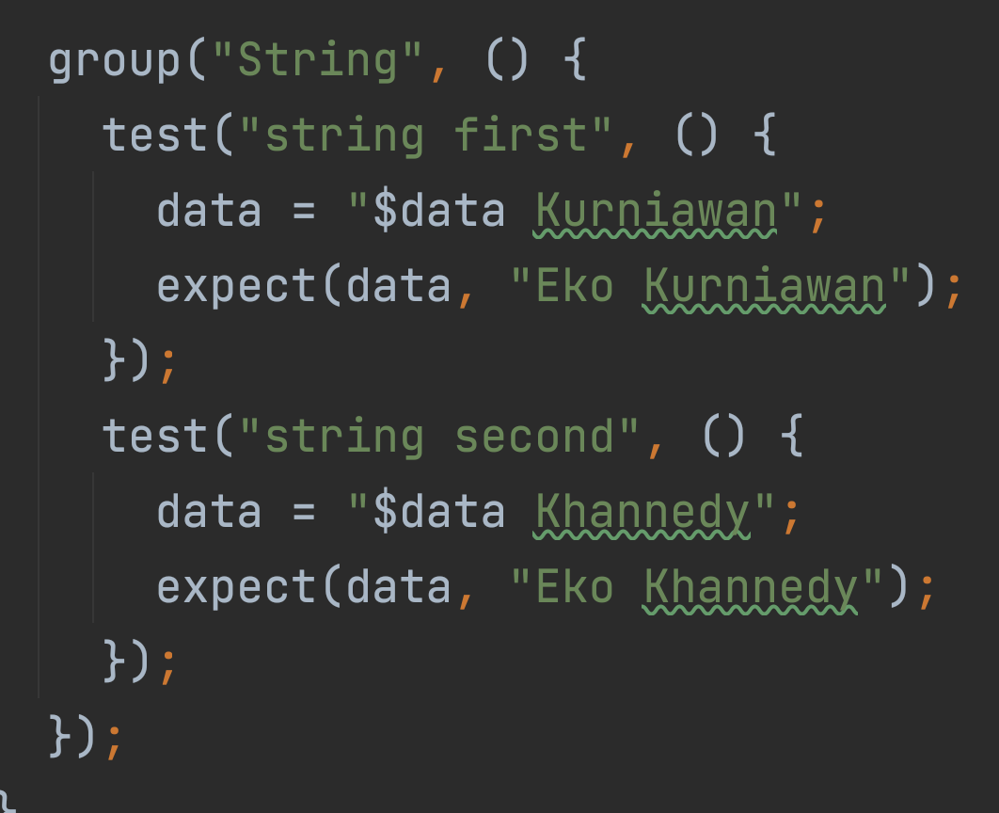 group("String", () {
  test("string first", () {
    data = "$data Kurniawan";
    expect(data, "Eko Kurniawan");
  });
  test("string second", () {
    data = "$data Khannedy";
    expect(data, "Eko Khannedy");
  });
});
}